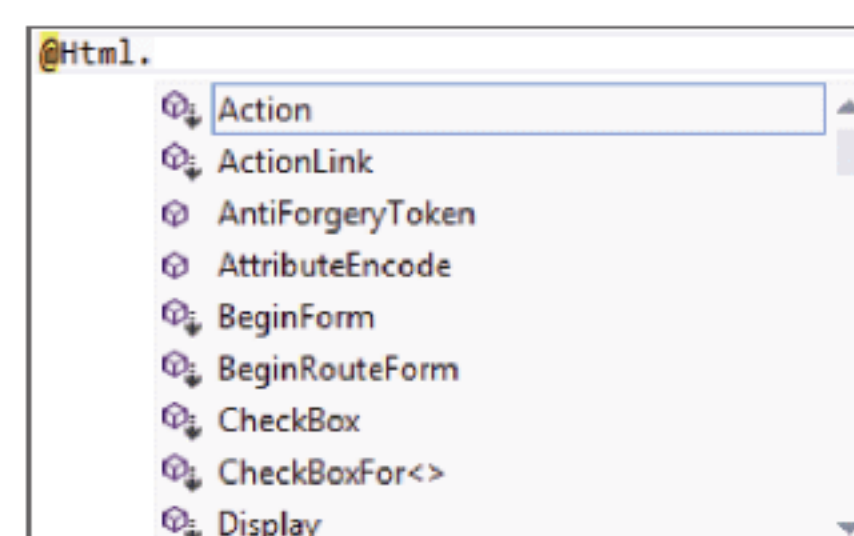 @Html.
Action
ActionLink
AntiForgeryToken
AttributeEncode
BeginForm
BeginRouteForm
CheckBox
CheckBoxFor<>
Display